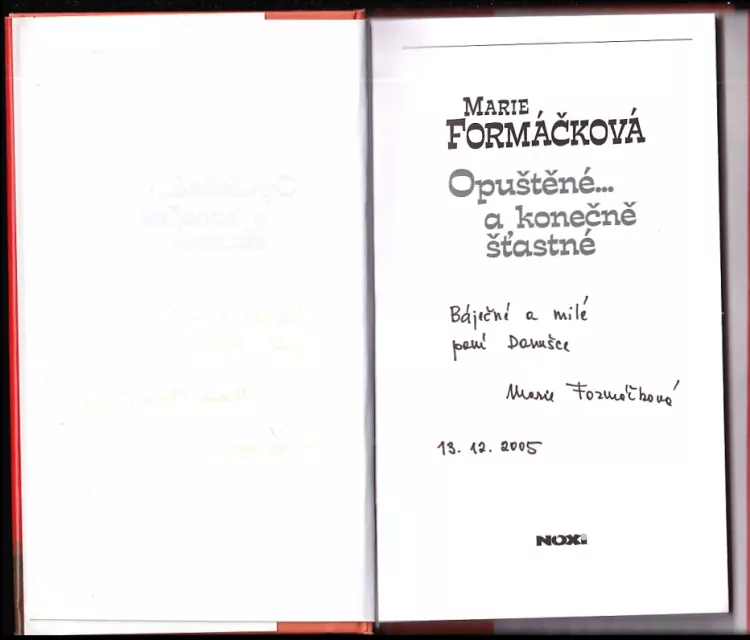 MARIE
FORMÁČKOVÁ
Opuštěné...
a konečně
šťastné
Báječné a milé
paní Danušce
Marie Formáčková
13. 12. 2005
NOXi